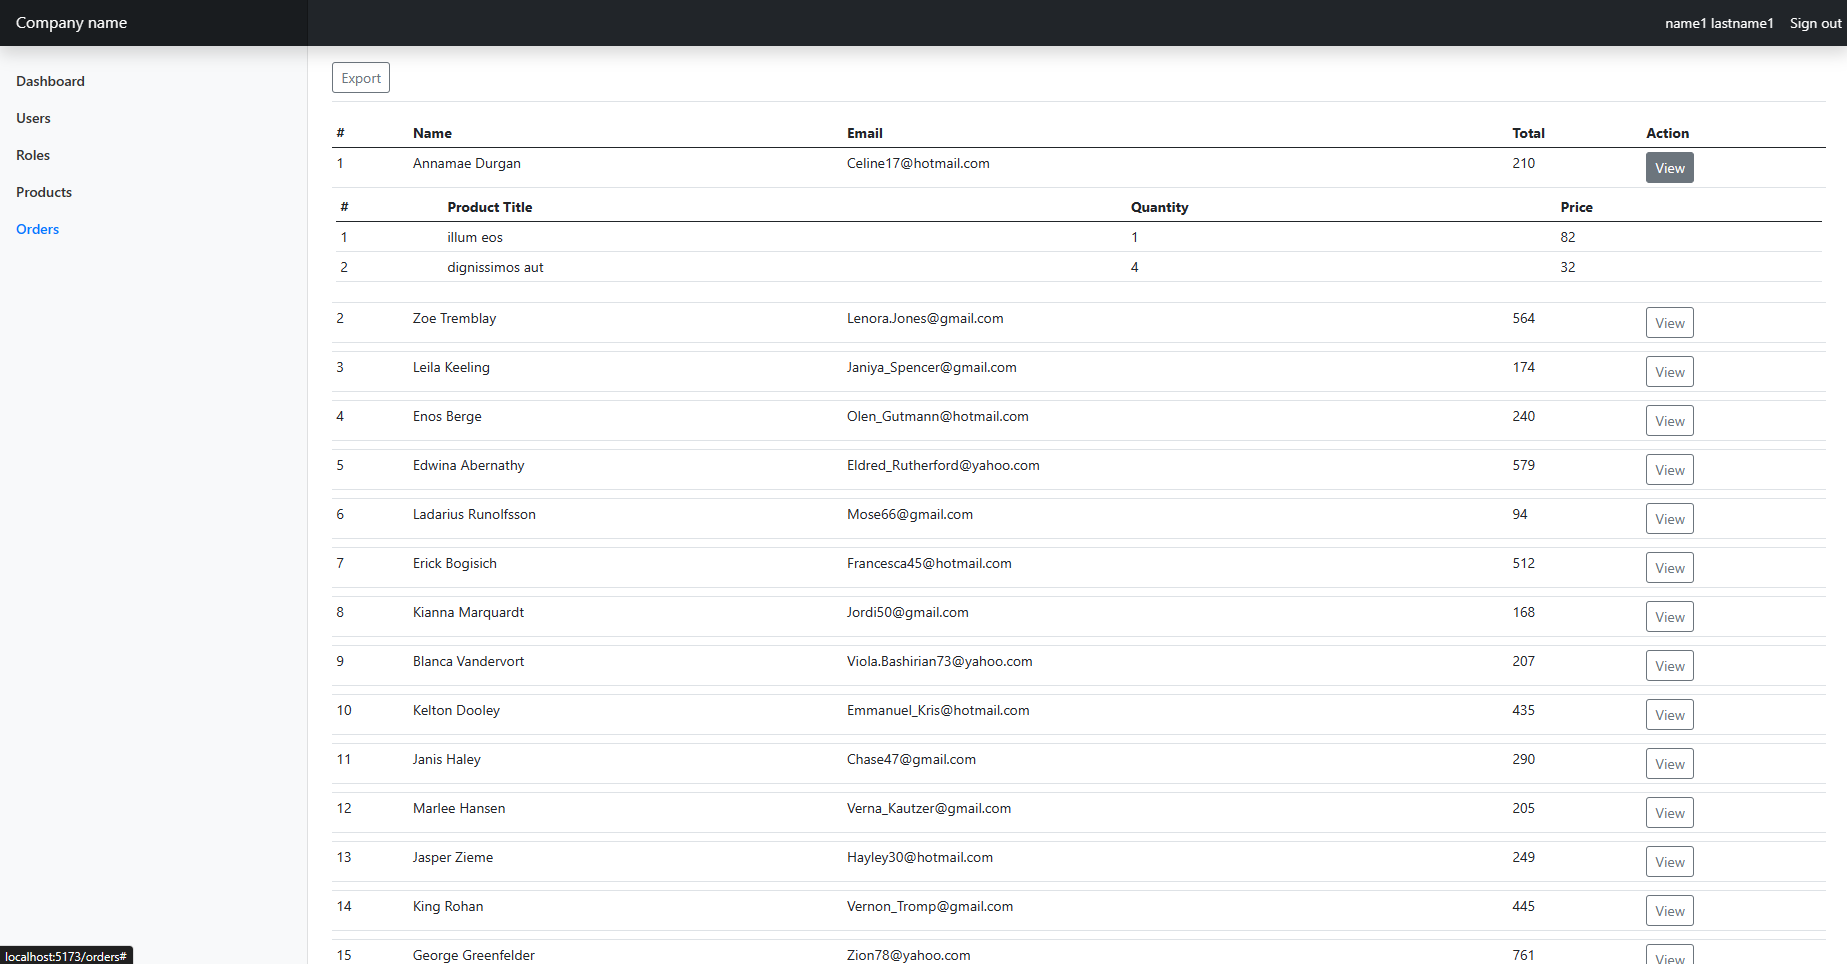 Company name name1 lastname1 Sign out
Dashboard
Users
Roles
Products
Orders
Export
# Name Email Total Action
1 Annamae Durgan Celine17@hotmail.com 210 View
# Product Title Quantity Price
1 illum eos 1 82
2 dignissimos aut 4 32
2 Zoe Tremblay Lenora.Jones@gmail.com 564 View
3 Leila Keeling Janiya_Spencer@gmail.com 174 View
4 Enos Berge Olen_Gutmann@hotmail.com 240 View
5 Edwina Abernathy Eldred_Rutherford@yahoo.com 579 View
6 Ladarius Runolfsson Mose66@gmail.com 94 View
7 Erick Bogisich Francesca45@hotmail.com 512 View
8 Kianna Marquardt Jordi50@gmail.com 168 View
9 Blanca Vandervort Viola.Bashirian73@yahoo.com 207 View
10 Kelton Dooley Emmanuel_Kris@hotmail.com 435 View
11 Janis Haley Chase47@gmail.com 290 View
12 Marlee Hansen Verna_Kautzer@gmail.com 205 View
13 Jasper Zieme Hayley30@hotmail.com 249 View
14 King Rohan Vernon_Tromp@gmail.com 445 View
15 George Greenfelder Zion78@yahoo.com 761 View
localhost:5173/orders#